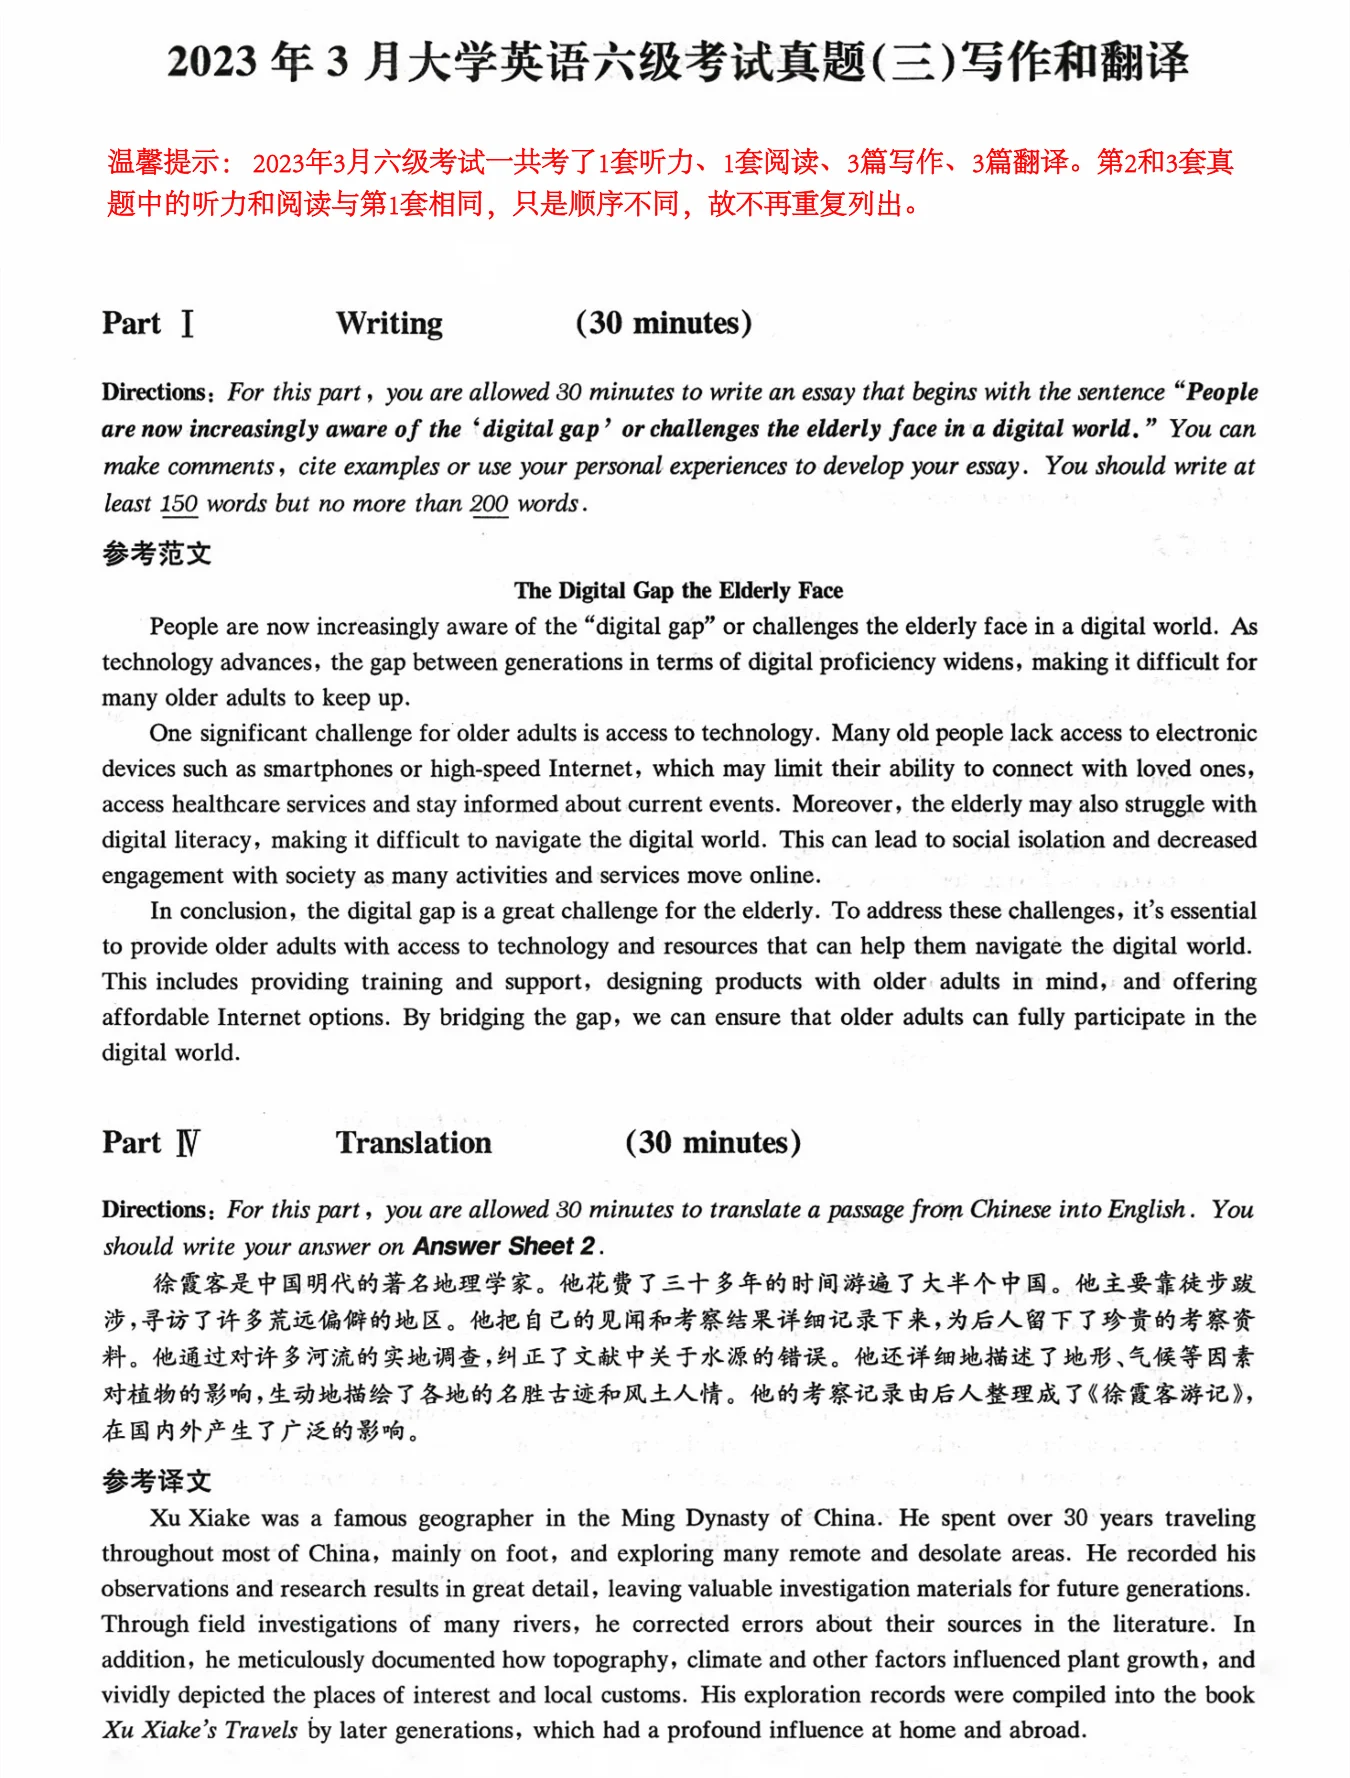 2023 年 3 月大学英语六级考试真题(三)写作和翻译
温馨提示： 2023年3月六级考试一共考了1套听力、1套阅读、3篇写作、3篇翻译。第2和3套真
题中的听力和阅读与第1套相同，只是顺序不同，故不再重复列出。
Part Ⅰ Writing (30 minutes)
Directions: For this part, you are allowed 30 minutes to write an essay that begins with the sentence “People
are now increasingly aware of the ‘digital gap’ or challenges the elderly face in a digital world.” You can
make comments, cite examples or use your personal experiences to develop your essay. You should write at
least 150 words but no more than 200 words.
参考范文
The Digital Gap the Elderly Face
People are now increasingly aware of the “digital gap” or challenges the elderly face in a digital world. As
technology advances, the gap between generations in terms of digital proficiency widens, making it difficult for
many older adults to keep up.
One significant challenge for older adults is access to technology. Many old people lack access to electronic
devices such as smartphones or high-speed Internet, which may limit their ability to connect with loved ones,
access healthcare services and stay informed about current events. Moreover, the elderly may also struggle with
digital literacy, making it difficult to navigate the digital world. This can lead to social isolation and decreased
engagement with society as many activities and services move online.
In conclusion, the digital gap is a great challenge for the elderly. To address these challenges, it’s essential
to provide older adults with access to technology and resources that can help them navigate the digital world.
This includes providing training and support, designing products with older adults in mind, and offering
affordable Internet options. By bridging the gap, we can ensure that older adults can fully participate in the
digital world.
Part Ⅳ Translation (30 minutes)
Directions: For this part, you are allowed 30 minutes to translate a passage from Chinese into English. You
should write your answer on Answer Sheet 2.
徐霞客是中国明代的著名地理学家。他花费了三十多年的时间游遍了大半个中国。他主要靠徒步跋
涉,寻访了许多荒远偏僻的地区。他把自己的见闻和考察结果详细记录下来,为后人留下了珍贵的考察资
料。他通过对许多河流的实地调查,纠正了文献中关于水源的错误。他还详细地描述了地形、气候等因素
对植物的影响,生动地描绘了各地的名胜古迹和风土人情。他的考察记录由后人整理成了《徐霞客游记》,
在国内外产生了广泛的影响。
参考译文
Xu Xiake was a famous geographer in the Ming Dynasty of China. He spent over 30 years traveling
throughout most of China, mainly on foot, and exploring many remote and desolate areas. He recorded his
observations and research results in great detail, leaving valuable investigation materials for future generations.
Through field investigations of many rivers, he corrected errors about their sources in the literature. In
addition, he meticulously documented how topography, climate and other factors influenced plant growth, and
vividly depicted the places of interest and local customs. His exploration records were compiled into the book
Xu Xiake’s Travels by later generations, which had a profound influence at home and abroad.